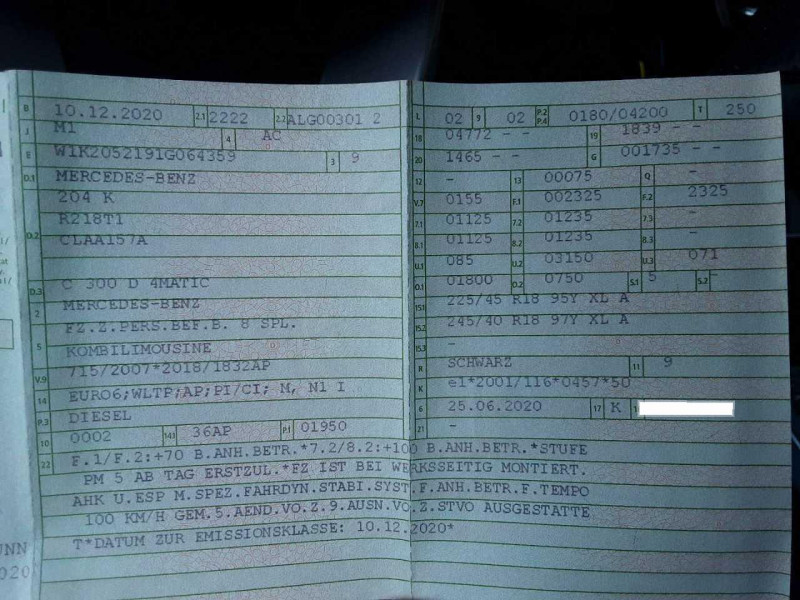 B 10.12.2020 2.1 2222 2.2 ALG00301 2
J M1 4 AC
E W1K2052191G064359 3 9
D.1 MERCEDES-BENZ
204 K
D.2 R218T1
CLAA157A
D.3 C 300 D 4MATIC
2 MERCEDES-BENZ
FZ.Z.PERS.BEF.B. 8 SPL.
5 KOMBILIMOUSINE
V.9 715/2007*2018/1832AP
14 EURO6;WLTP;AP;PI/CI; M, N1 I
P.3 DIESEL
10 0002 14.1 36AP P.1 01950
L 02 9 02 P.2 P.4 0180/04200 T 250
18 04772 - - 19 1839 - -
20 1465 - - G 001735 - -
12 - 13 00075 Q -
V.7 0155 F.1 002325 F.2 2325
7.1 01125 7.2 01235 7.3 -
8.1 01125 8.2 01235 8.3 -
U.1 085 U.2 03150 U.3 071
O.1 01800 O.2 0750 S.1 5 S.2 -
15.1 225/45 R18 95Y XL A
15.2 245/40 R18 97Y XL A
15.3 -
R SCHWARZ 11 9
K e1*2001/116*0457*50
6 25.06.2020 17 K
21 -
22 F.1/F.2:+70 B.ANH.BETR.*7.2/8.2:+100 B.ANH.BETR.*STUFE
PM 5 AB TAG ERSTZUL.*FZ IST BEI WERKSSEITIG MONTIERT.
AHK U.ESP M.SPEZ.FAHRDYN.STABI.SYST.F.ANH.BETR.F.TEMPO
100 KM/H GEM.5.AEND.VO.Z.9.AUSN.VO.Z.STVO AUSGESTATTE
T*DATUM ZUR EMISSIONSKLASSE: 10.12.2020*
UNN
020